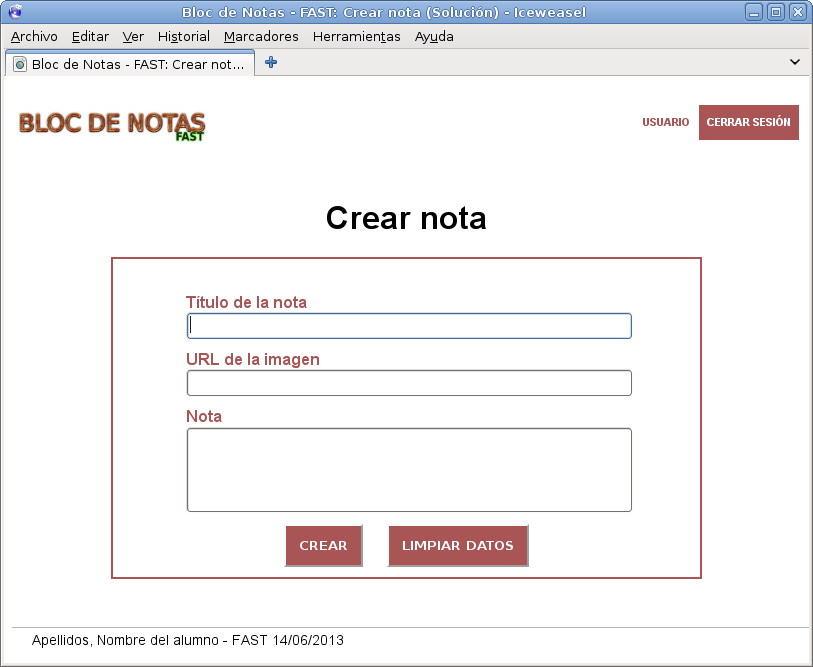 Bloc de Notas - FAST: Crear nota (Solución) - Iceweasel
Archivo Editar Ver Historial Marcadores Herramientas Ayuda
Bloc de Notas - FAST: Crear not...
BLOC DE NOTAS
FAST
USUARIO CERRAR SESIÓN
Crear nota
Título de la nota
URL de la imagen
Nota
CREAR LIMPIAR DATOS
Apellidos, Nombre del alumno - FAST 14/06/2013